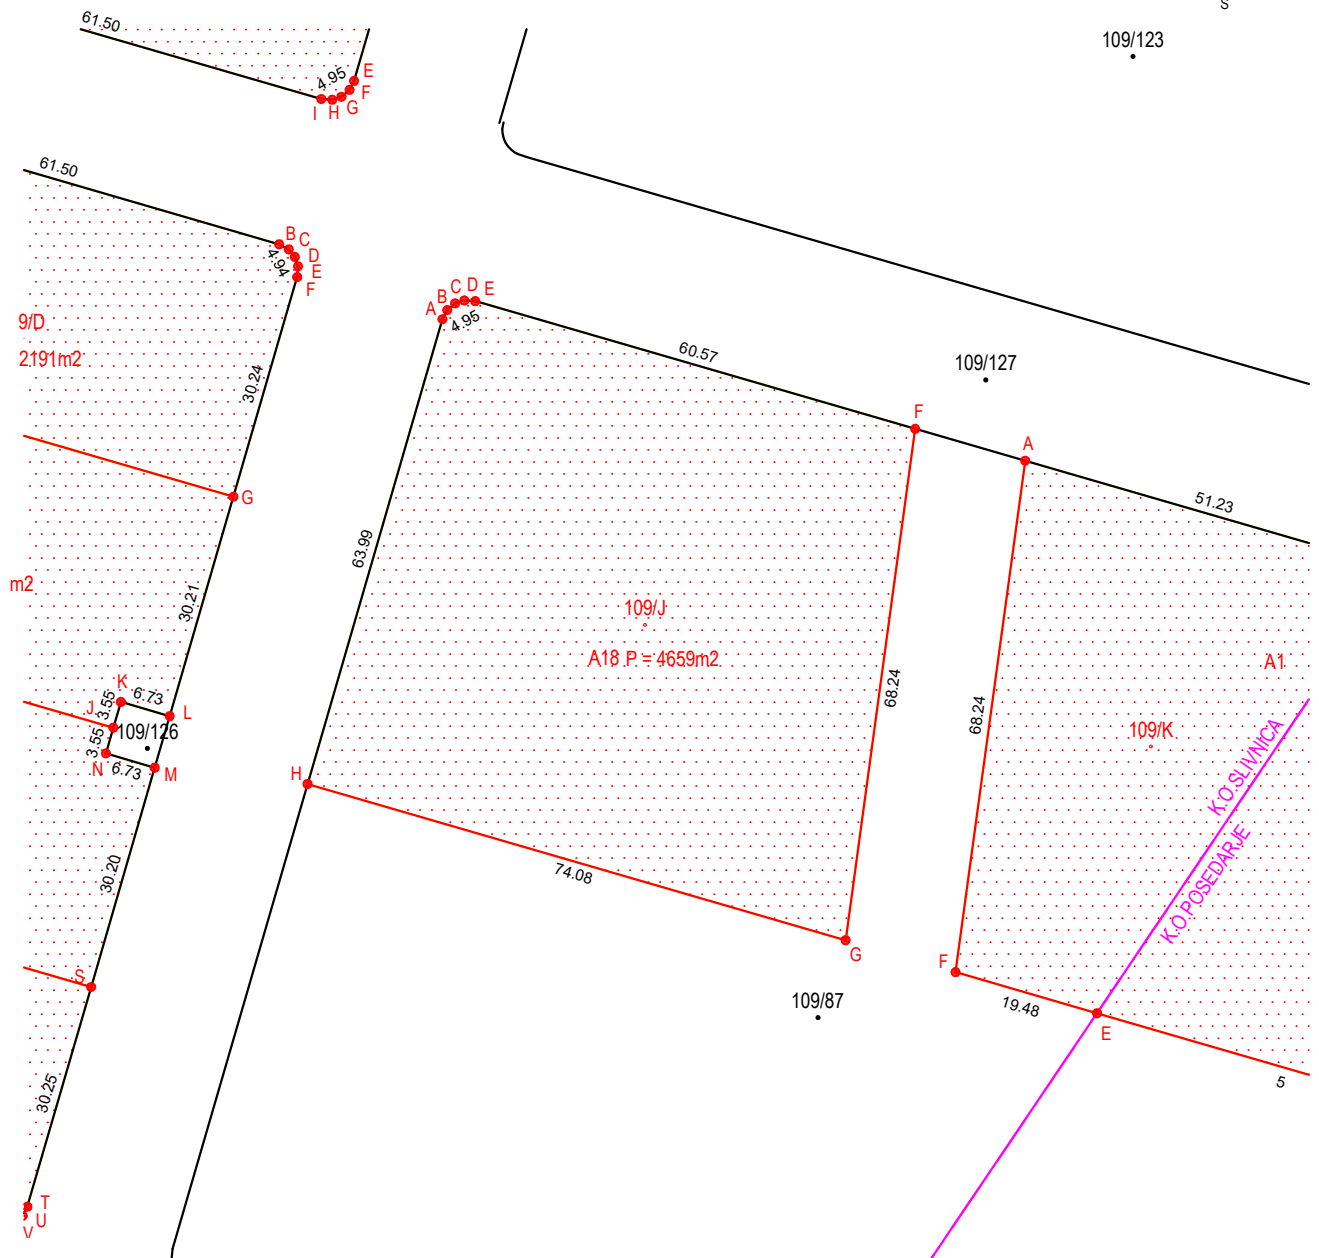 S
61.50
109/123
4.95
E
F
G
H
I
61.50
B
C
D
E
F
4.94
A
B
C
D
E
4.95
9/D
2191m2
60.57
109/127
30.24
F
A
G
51.23
63.99
m2
30.21
109/J
A18 P = 4659m2
A1
68.24
68.24
K
6.73
3.55
J
L
109/126
3.55
N
6.73
M
109/K
K.O.SLIVNICA
K.O.POSEDARJE
H
30.20
74.08
G
F
S
109/87
19.48
E
5
30.25
T
U
V